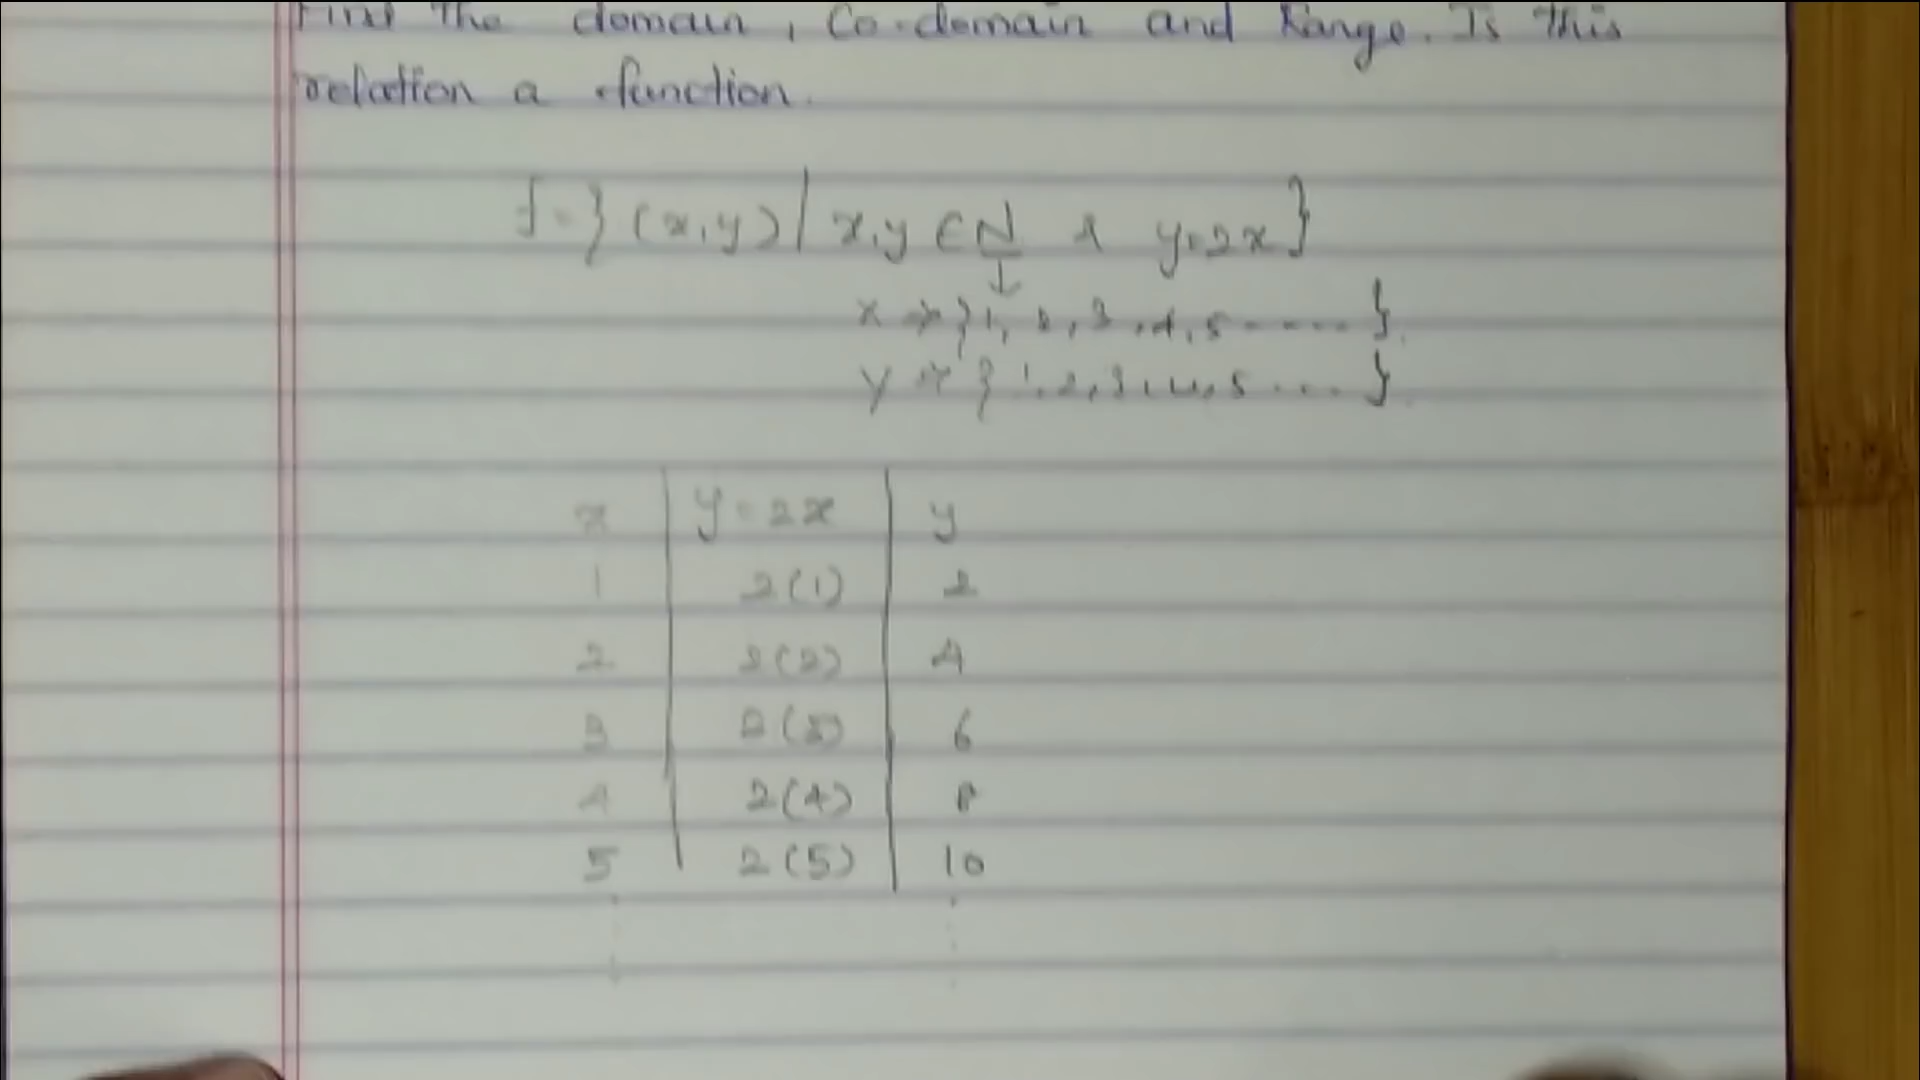 Find The domain, Co-domain and Range. Is this
relation a function.
f = {(x,y) | x,y ∈ N & y=2x}
↓
x → {1, 2, 3, 4, 5 ..... }.
y → {1, 2, 3, 4, 5 .... }.
x | y = 2x | y
1 | 2(1) | 2
2 | 2(2) | 4
3 | 2(3) | 6
4 | 2(4) | 8
5 | 2(5) | 10